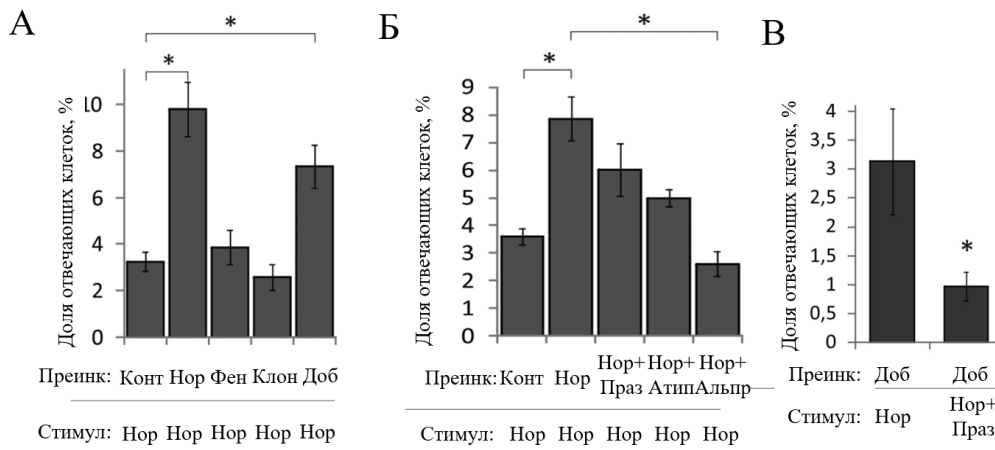 А
*
*
Доля отвечающих клеток, %
10
8
6
4
2
0
Преинк: Конт Нор Фен Клон Доб
Стимул: Нор Нор Нор Нор Нор
Б
*
*
Доля отвечающих клеток, %
9
8
7
6
5
4
3
2
1
0
Преинк: Конт Нор Нор+ Нор+ Нор+
Праз Атип Альпр
Стимул: Нор Нор Нор Нор Нор
В
Доля отвечающих клеток, %
4
3,5
3
2,5
2
1,5
1
0,5
0
*
Преинк: Доб Доб
Стимул: Нор Нор+
Праз